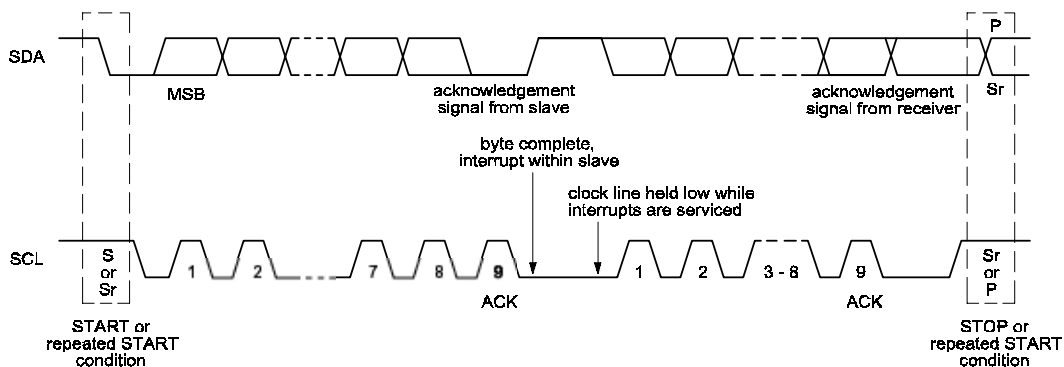 P
SDA
MSB
acknowledgement
signal from slave
acknowledgement
signal from receiver
Sr
byte complete,
interrupt within slave
clock line held low while
interrupts are serviced
SCL
S
or
Sr
1
2
7
8
9
1
2
3 - 8
9
Sr
or
P
ACK
ACK
START or
repeated START
condition
STOP or
repeated START
condition